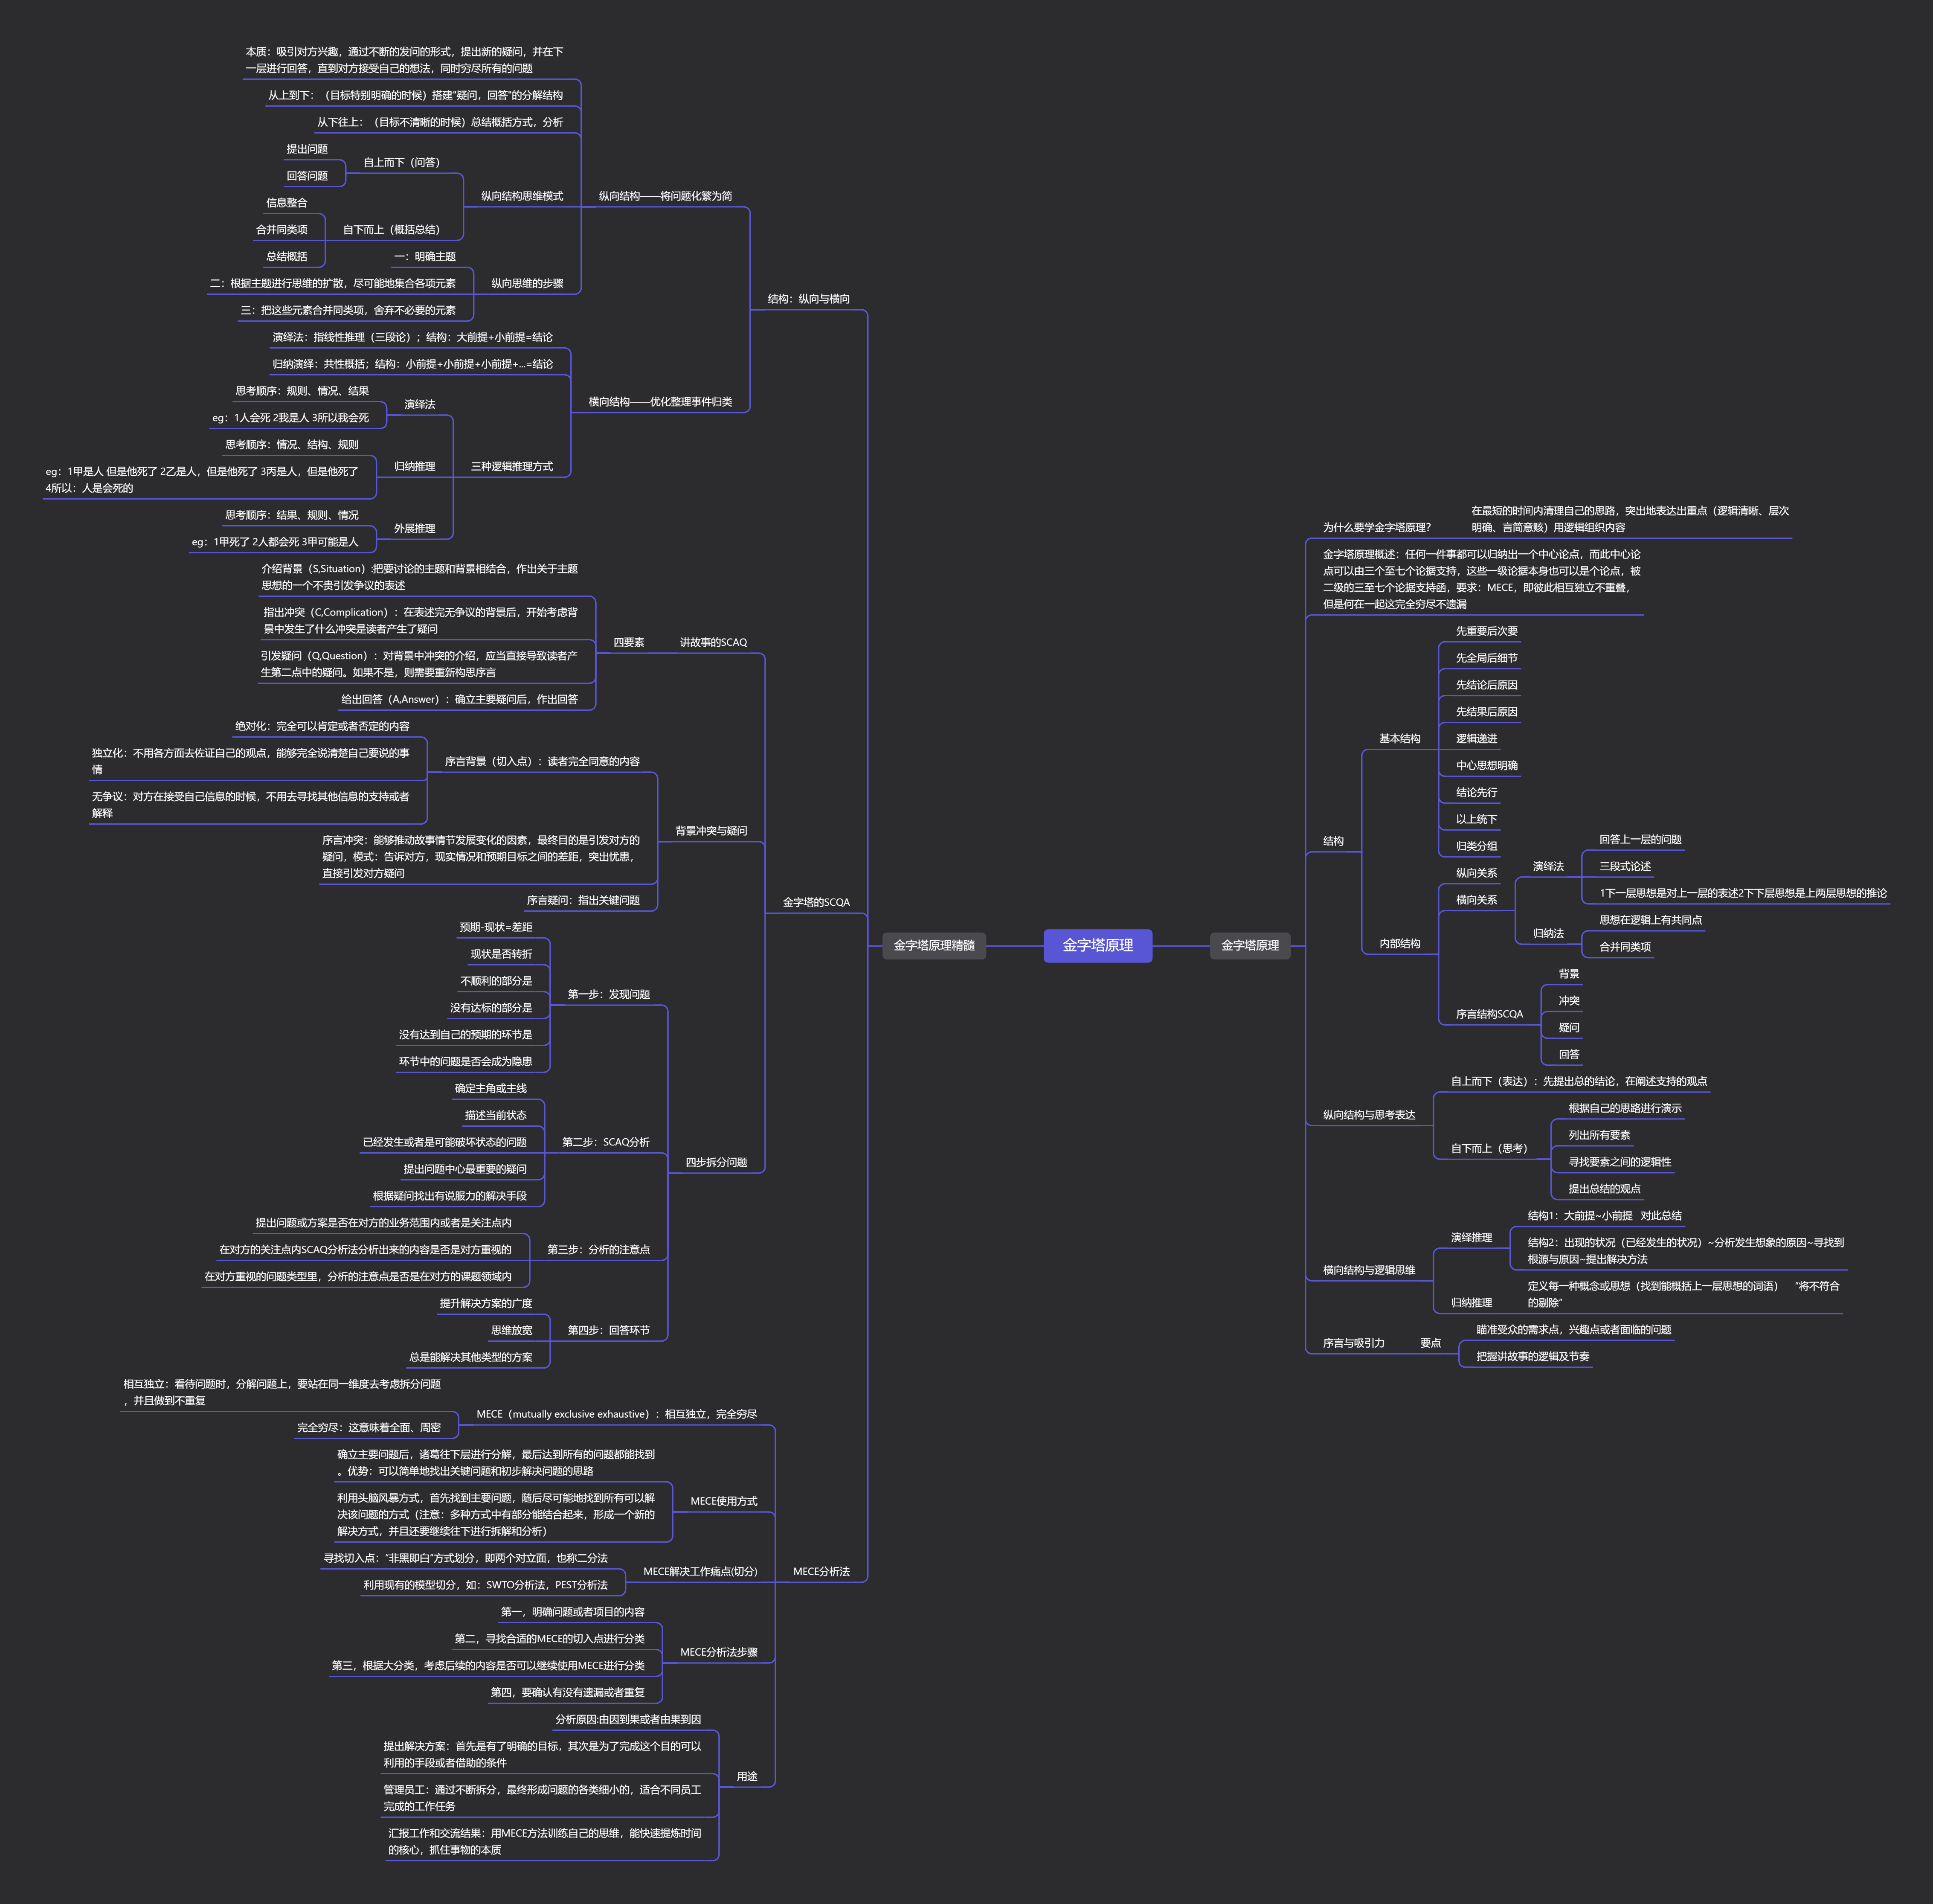 金字塔原理
金字塔原理
为什么要学金字塔原理？
在最短的时间内清理自己的思路，突出地表达出重点（逻辑清晰、层次
明确、言简意赅）用逻辑组织内容
金字塔原理概述：任何一件事都可以归纳出一个中心论点，而此中心论
点可以由三个至七个论据支持，这些一级论据本身也可以是个论点，被
二级的三至七个论据支持函，要求：MECE，即彼此相互独立不重叠，
但是何在一起这完全穷尽不遗漏
结构
基本结构
先重要后次要
先全局后细节
先结论后原因
先结果后原因
逻辑递进
中心思想明确
结论先行
以上统下
归类分组
内部结构
纵向关系
横向关系
演绎法
回答上一层的问题
三段式论述
1下一层思想是对上一层的表述2下下层思想是上两层思想的推论
归纳法
思想在逻辑上有共同点
合并同类项
序言结构SCQA
背景
冲突
疑问
回答
纵向结构与思考表达
自上而下（表达）：先提出总的结论，在阐述支持的观点
自下而上（思考）
根据自己的思路进行演示
列出所有要素
寻找要素之间的逻辑性
提出总结的观点
横向结构与逻辑思维
演绎推理
结构1：大前提~小前提 对此总结
结构2：出现的状况（已经发生的状况）~分析发生想象的原因~寻找到
根源与原因~提出解决方法
归纳推理
定义每一种概念或思想（找到能概括上一层思想的词语） “将不符合
的剔除”
序言与吸引力
要点
瞄准受众的需求点，兴趣点或者面临的问题
把握讲故事的逻辑及节奏
金字塔原理精髓
结构：纵向与横向
纵向结构——将问题化繁为简
本质：吸引对方兴趣，通过不断的发问的形式，提出新的疑问，并在下
一层进行回答，直到对方接受自己的想法，同时穷尽所有的问题
从上到下：（目标特别明确的时候）搭建“疑问，回答”的分解结构
从下往上：（目标不清晰的时候）总结概括方式，分析
纵向结构思维模式
自上而下（问答）
提出问题
回答问题
自下而上（概括总结）
信息整合
合并同类项
总结概括
纵向思维的步骤
一：明确主题
二：根据主题进行思维的扩散，尽可能地集合各项元素
三：把这些元素合并同类项，舍弃不必要的元素
横向结构——优化整理事件归类
演绎法：指线性推理（三段论）；结构：大前提+小前提=结论
归纳演绎：共性概括；结构：小前提+小前提+小前提+...=结论
三种逻辑推理方式
演绎法
思考顺序：规则、情况、结果
eg：1人会死 2我是人 3所以我会死
归纳推理
思考顺序：情况、结构、规则
eg：1甲是人 但是他死了 2乙是人，但是他死了 3丙是人，但是他死了
4所以：人是会死的
外展推理
思考顺序：结果、规则、情况
eg：1甲死了 2人都会死 3甲可能是人
金字塔的SCQA
讲故事的SCAQ
四要素
介绍背景（S,Situation）:把要讨论的主题和背景相结合，作出关于主题
思想的一个不贵引发争议的表述
指出冲突（C,Complication）：在表述完无争议的背景后，开始考虑背
景中发生了什么冲突是读者产生了疑问
引发疑问（Q,Question）：对背景中冲突的介绍，应当直接导致读者产
生第二点中的疑问。如果不是，则需要重新构思序言
给出回答（A,Answer）：确立主要疑问后，作出回答
背景冲突与疑问
序言背景（切入点）：读者完全同意的内容
绝对化：完全可以肯定或者否定的内容
独立化：不用各方面去佐证自己的观点，能够完全说清楚自己要说的事
情
无争议：对方在接受自己信息的时候，不用去寻找其他信息的支持或者
解释
序言冲突：能够推动故事情节发展变化的因素，最终目的是引发对方的
疑问，模式：告诉对方，现实情况和预期目标之间的差距，突出忧患，
直接引发对方疑问
序言疑问：指出关键问题
四步拆分问题
第一步：发现问题
预期-现状=差距
现状是否转折
不顺利的部分是
没有达标的部分是
没有达到自己的预期的环节是
环节中的问题是否会成为隐患
第二步：SCAQ分析
确定主角或主线
描述当前状态
已经发生或者是可能破坏状态的问题
提出问题中心最重要的疑问
根据疑问找出有说服力的解决手段
第三步：分析的注意点
提出问题或方案是否在对方的业务范围内或者是关注点内
在对方的关注点内SCAQ分析法分析出来的内容是否是对方重视的
在对方重视的问题类型里，分析的注意点是否是在对方的课题领域内
第四步：回答环节
提升解决方案的广度
思维放宽
总是能解决其他类型的方案
MECE分析法
MECE（mutually exclusive exhaustive）：相互独立，完全穷尽
相互独立：看待问题时，分解问题上，要站在同一维度去考虑拆分问题
，并且做到不重复
完全穷尽：这意味着全面、周密
MECE使用方式
确立主要问题后，诸葛往下层进行分解，最后达到所有的问题都能找到
。优势：可以简单地找出关键问题和初步解决问题的思路
利用头脑风暴方式，首先找到主要问题，随后尽可能地找到所有可以解
决该问题的方式（注意：多种方式中有部分能结合起来，形成一个新的
解决方式，并且还要继续往下进行拆解和分析）
MECE解决工作痛点(切分)
寻找切入点：“非黑即白”方式划分，即两个对立面，也称二分法
利用现有的模型切分，如：SWTO分析法，PEST分析法
MECE分析法步骤
第一，明确问题或者项目的内容
第二，寻找合适的MECE的切入点进行分类
第三，根据大分类，考虑后续的内容是否可以继续使用MECE进行分类
第四，要确认有没有遗漏或者重复
用途
分析原因:由因到果或者由果到因
提出解决方案：首先是有了明确的目标，其次是为了完成这个目的可以
利用的手段或者借助的条件
管理员工：通过不断拆分，最终形成问题的各类细小的，适合不同员工
完成的工作任务
汇报工作和交流结果：用MECE方法训练自己的思维，能快速提炼时间
的核心，抓住事物的本质